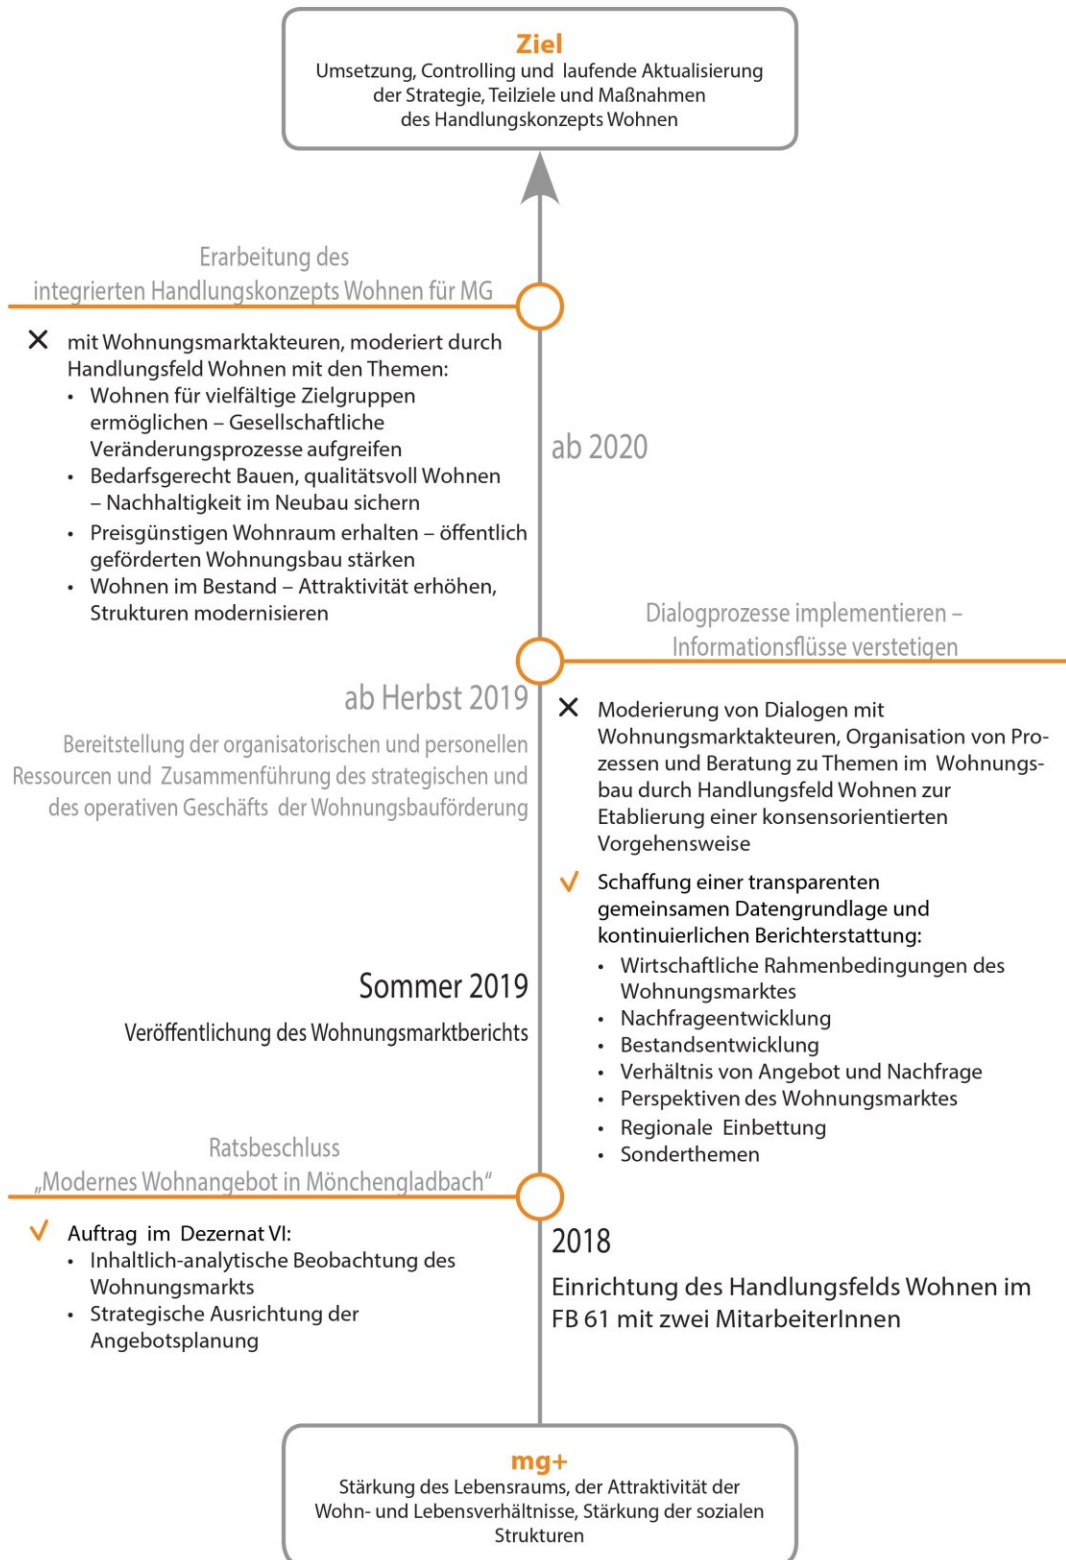 Ziel
Umsetzung, Controlling und laufende Aktualisierung
der Strategie, Teilziele und Maßnahmen
des Handlungskonzepts Wohnen
Erarbeitung des
integrierten Handlungskonzepts Wohnen für MG
mit Wohnungsmarktakteuren, moderiert durch
Handlungsfeld Wohnen mit den Themen:
• Wohnen für vielfältige Zielgruppen
ermöglichen – Gesellschaftliche
Veränderungsprozesse aufgreifen
• Bedarfsgerecht Bauen, qualitätsvoll Wohnen
– Nachhaltigkeit im Neubau sichern
• Preisgünstigen Wohnraum erhalten – öffentlich
geförderten Wohnungsbau stärken
• Wohnen im Bestand – Attraktivität erhöhen,
Strukturen modernisieren
ab 2020
Dialogprozesse implementieren –
Informationsflüsse verstetigen
ab Herbst 2019
Bereitstellung der organisatorischen und personellen
Ressourcen und Zusammenführung des strategischen und
des operativen Geschäfts der Wohnungsbauförderung
Moderierung von Dialogen mit
Wohnungsmarktakteuren, Organisation von Pro-
zessen und Beratung zu Themen im Wohnungs-
bau durch Handlungsfeld Wohnen zur
Etablierung einer konsensorientierten
Vorgehensweise
Schaffung einer transparenten
gemeinsamen Datengrundlage und
kontinuierlichen Berichterstattung:
• Wirtschaftliche Rahmenbedingungen des
Wohnungsmarktes
• Nachfrageentwicklung
• Bestandsentwicklung
• Verhältnis von Angebot und Nachfrage
• Perspektiven des Wohnungsmarktes
• Regionale Einbettung
• Sonderthemen
Sommer 2019
Veröffentlichung des Wohnungsmarktberichts
Ratsbeschluss
„Modernes Wohnangebot in Mönchengladbach“
Auftrag im Dezernat VI:
• Inhaltlich-analytische Beobachtung des
Wohnungsmarkts
• Strategische Ausrichtung der
Angebotsplanung
2018
Einrichtung des Handlungsfelds Wohnen im
FB 61 mit zwei MitarbeiterInnen
mg+
Stärkung des Lebensraums, der Attraktivität der
Wohn- und Lebensverhältnisse, Stärkung der sozialen
Strukturen